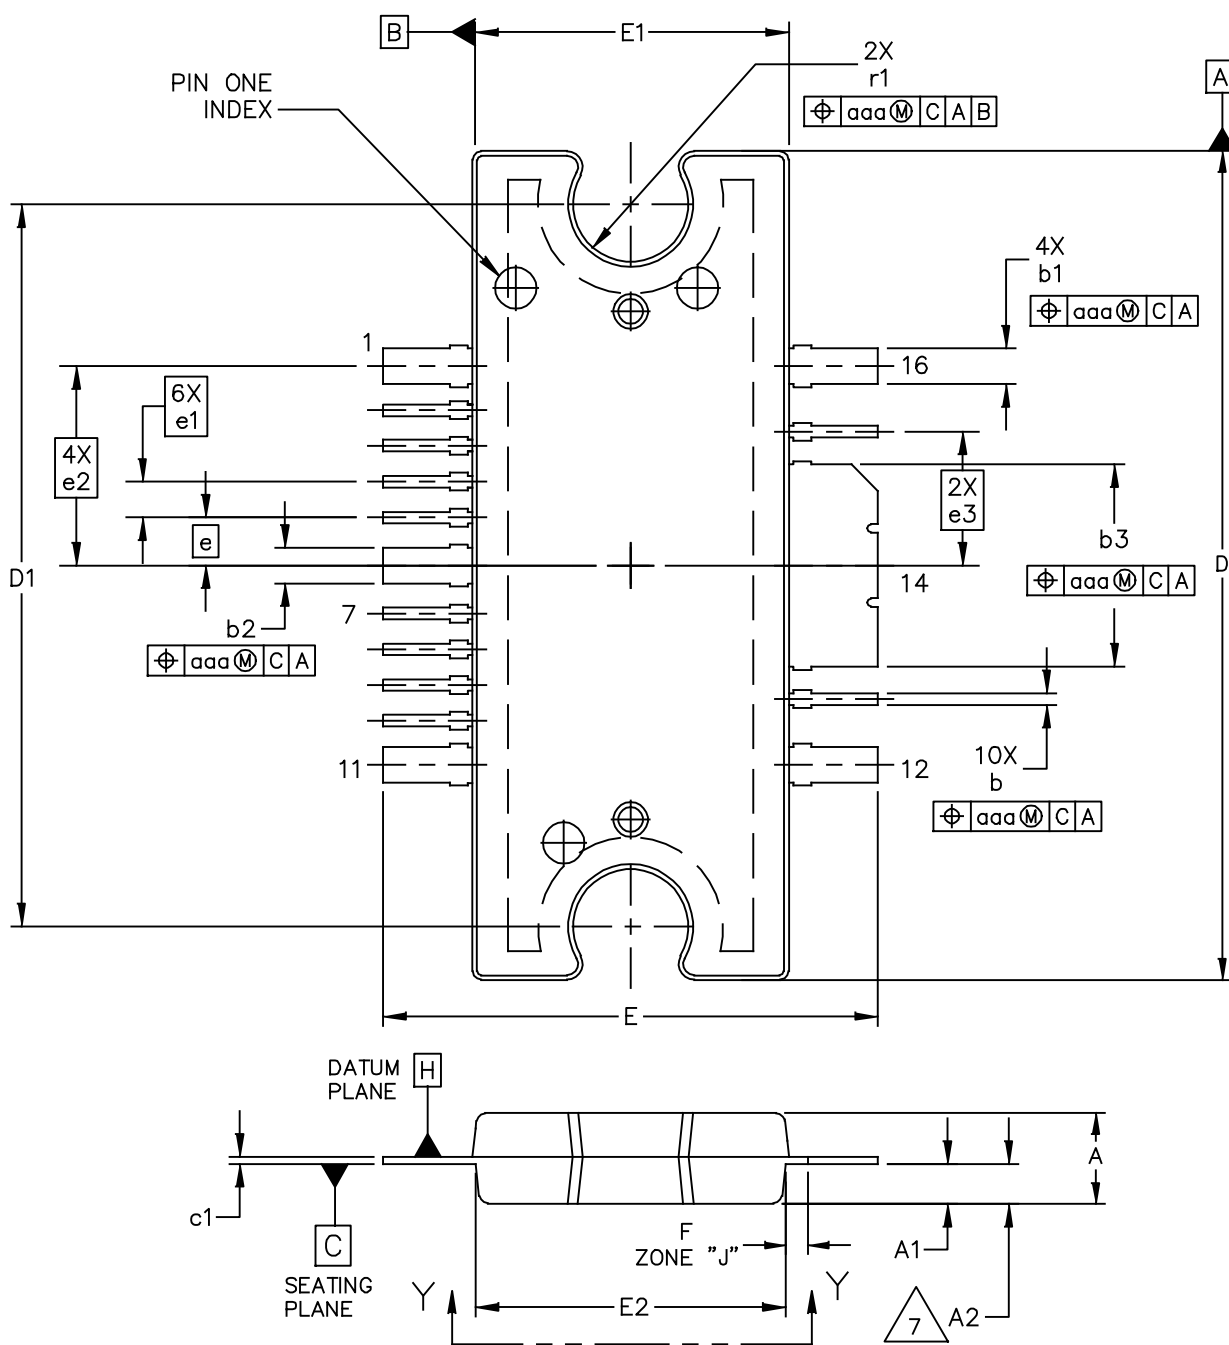 B
E1
2X
r1
⌖ aaa Ⓜ C A B
A
PIN ONE
INDEX
4X
b1
⌖ aaa Ⓜ C A
1
16
6X
e1
4X
e2
2X
e3
e
b3
D1
D
14
⌖ aaa Ⓜ C A
7
b2
⌖ aaa Ⓜ C A
11
12
10X
b
⌖ aaa Ⓜ C A
E
DATUM
PLANE
H
A
c1
C
SEATING
PLANE
F
ZONE "J"
A1
Y
Y
E2
7
A2